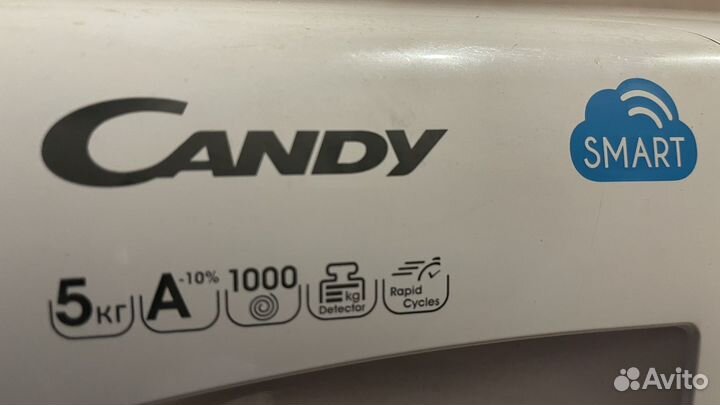 CANDY
SMART
5кг A-10% 1000 kg Detector Rapid Cycles
Avito